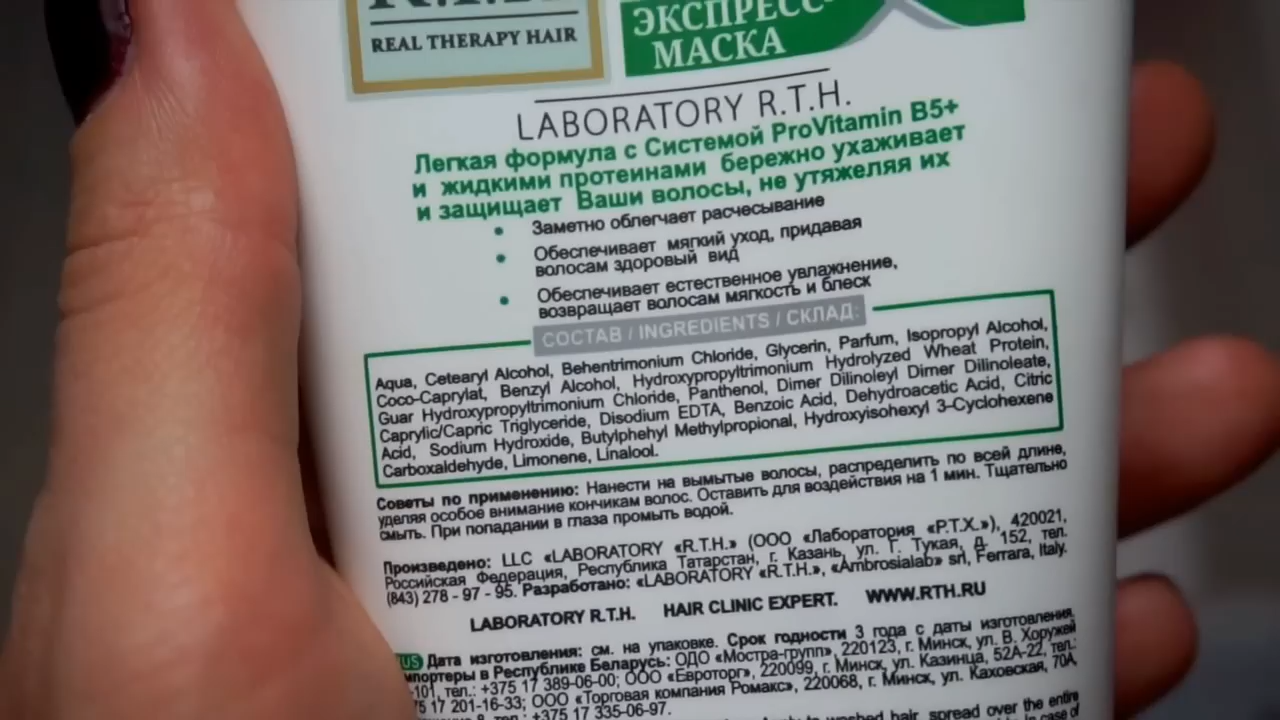 REAL THERAPY HAIR
ЭКСПРЕСС-
МАСКА
LABORATORY R.T.H.
Легкая формула с Системой ProVitamin B5+
и жидкими протеинами бережно ухаживает
и защищает Ваши волосы, не утяжеляя их
• Заметно облегчает расчесывание
• Обеспечивает мягкий уход, придавая
волосам здоровый вид
• Обеспечивает естественное увлажнение,
возвращает волосам мягкость и блеск
СОСТАВ / INGREDIENTS / СКЛАД:
Aqua, Cetearyl Alcohol, Behentrimonium Chloride, Glycerin, Parfum, Isopropyl Alcohol,
Coco-Caprylat, Benzyl Alcohol, Hydroxypropyltrimonium Hydrolyzed Wheat Protein,
Guar Hydroxypropyltrimonium Chloride, Panthenol, Dimer Dilinoleyl Dimer Dilinoleate,
Caprylic/Capric Triglyceride, Disodium EDTA, Benzoic Acid, Dehydroacetic Acid, Citric
Acid, Sodium Hydroxide, Butylphehyl Methylpropional, Hydroxyisohexyl 3-Cyclohexene
Carboxaldehyde, Limonene, Linalool.
Советы по применению: Нанести на вымытые волосы, распределить по всей длине,
уделяя особое внимание кончикам волос. Оставить для воздействия на 1 мин. Тщательно
смыть. При попадании в глаза промыть водой.
Произведено: LLC «LABORATORY «R.T.H.» (ООО «Лаборатория «Р.Т.Х.»), 420021,
Российская Федерация, Республика Татарстан, г. Казань, ул. Г. Тукая, д. 152, тел.
(843) 278 - 97 - 95. Разработано: «LABORATORY «R.T.H.», «Ambrosialab» srl, Ferrara, Italy.
LABORATORY R.T.H. HAIR CLINIC EXPERT. WWW.RTH.RU
RUS Дата изготовления: см. на упаковке. Срок годности 3 года с даты изготовления.
мпортеры в Республике Беларусь: ОДО «Мостра-групп», 220123, г. Минск, ул. В. Хоружей
-101, тел.: +375 17 389-06-00; ООО «Евроторг», 220099, г. Минск, ул. Казинца, 52А-22, тел.:
75 17 201-16-33; ООО «Торговая компания Ромакс», 220068, г. Минск, ул. Каховская, 70А,
8, тел.: +375 17 335-06-97.
to washed hair, spread over the entire
in case of